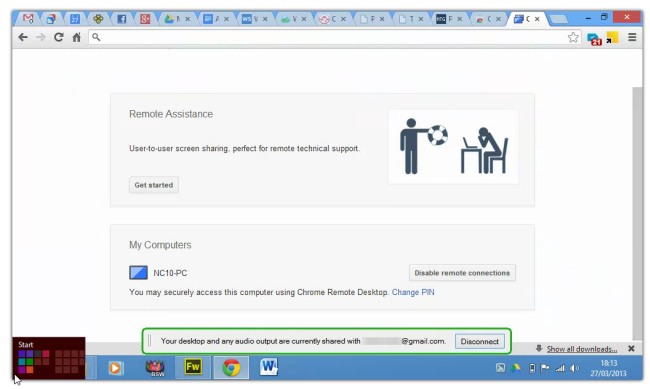 Remote Assistance
User-to-user screen sharing, perfect for remote technical support.
Get started
My Computers
NC10-PC
Disable remote connections
You may securely access this computer using Chrome Remote Desktop. Change PIN
Your desktop and any audio output are currently shared with @gmail.com. Disconnect
Show all downloads...
Start
BSW
Fw
W
18:13
27/03/2013